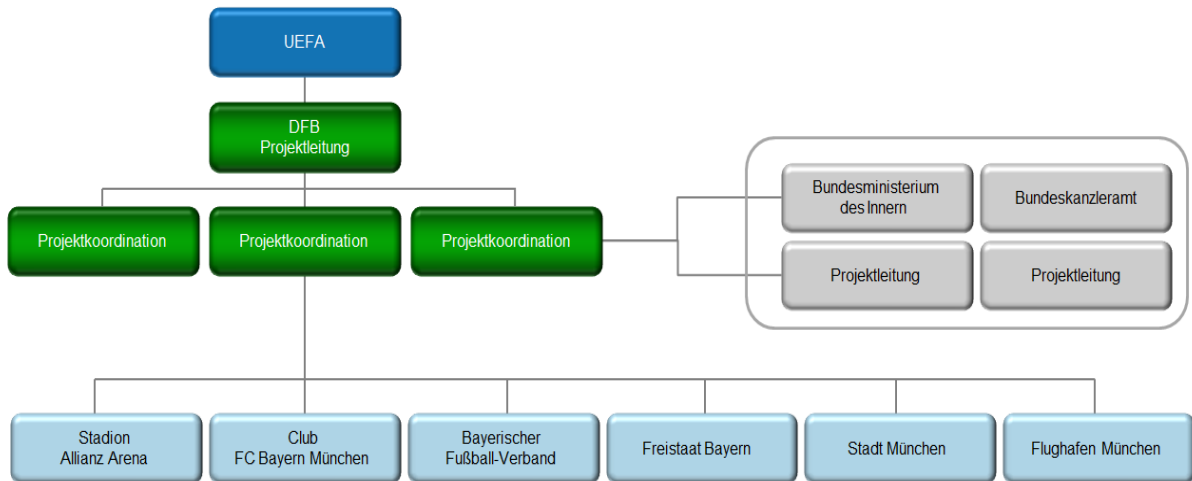 UEFA
DFB
Projektleitung
Bundesministerium
des Innern
Bundeskanzleramt
Projektkoordination
Projektkoordination
Projektkoordination
Projektleitung
Projektleitung
Stadion
Allianz Arena
Club
FC Bayern München
Bayerischer
Fußball-Verband
Freistaat Bayern
Stadt München
Flughafen München